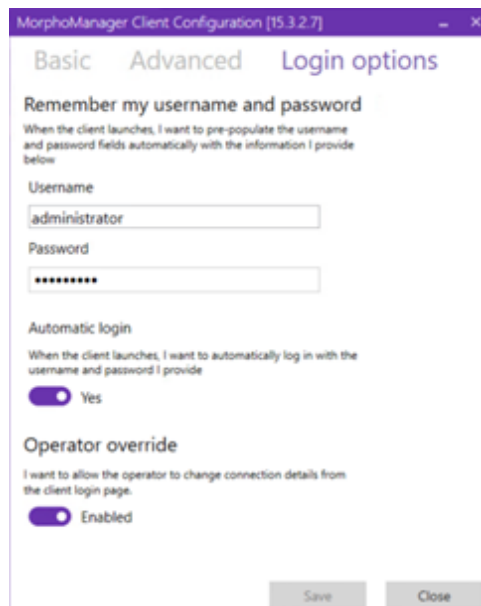 MorphoManager Client Configuration [15.3.2.7]
Basic Advanced Login options
Remember my username and password
When the client launches, I want to pre-populate the username
and password fields automatically with the information I provide
below
Username
administrator
Password
•••••••••
Automatic login
When the client launches, I want to automatically log in with the
username and password I provide
Yes
Operator override
I want to allow the operator to change connection details from
the client login page.
Enabled
Save Close